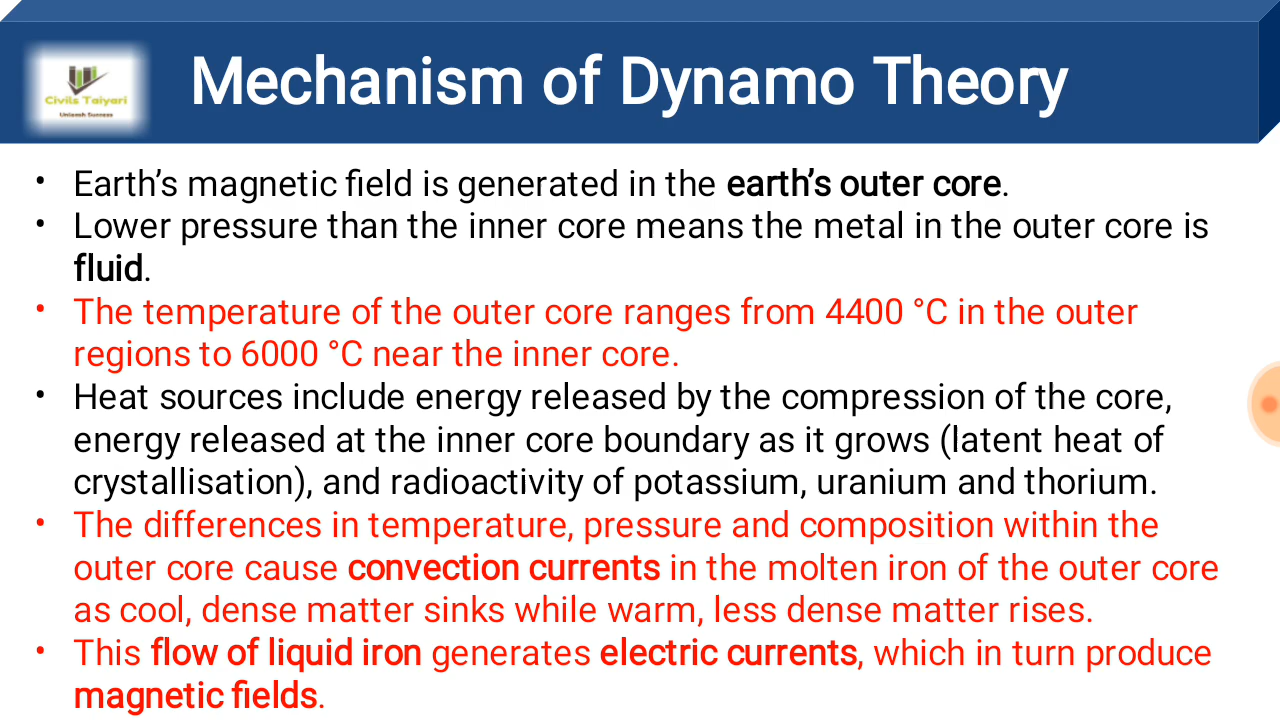 Mechanism of Dynamo Theory
Civils Taiyari
Unleash Success
• Earth’s magnetic field is generated in the earth’s outer core.
• Lower pressure than the inner core means the metal in the outer core is
fluid.
• The temperature of the outer core ranges from 4400 °C in the outer
regions to 6000 °C near the inner core.
• Heat sources include energy released by the compression of the core,
energy released at the inner core boundary as it grows (latent heat of
crystallisation), and radioactivity of potassium, uranium and thorium.
• The differences in temperature, pressure and composition within the
outer core cause convection currents in the molten iron of the outer core
as cool, dense matter sinks while warm, less dense matter rises.
• This flow of liquid iron generates electric currents, which in turn produce
magnetic fields.